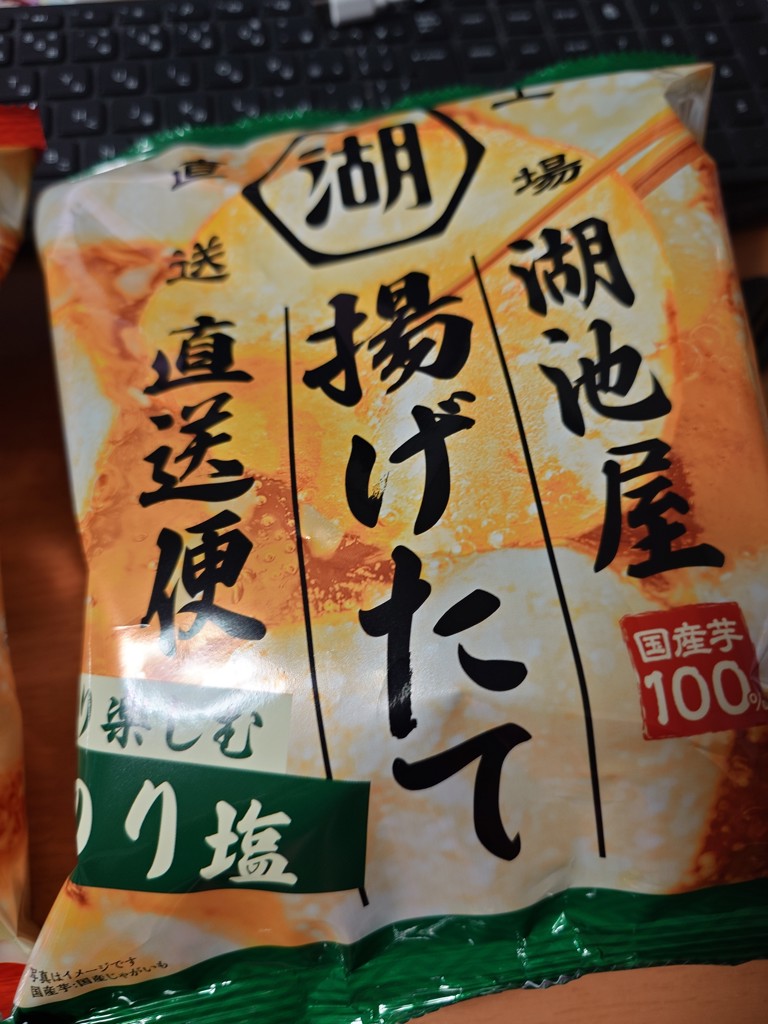 工場
直送
湖
湖池屋
揚げたて
直送便
国産芋
100%
り楽しむ
のり塩
写真はイメージです
国産芋:国産じゃがいも